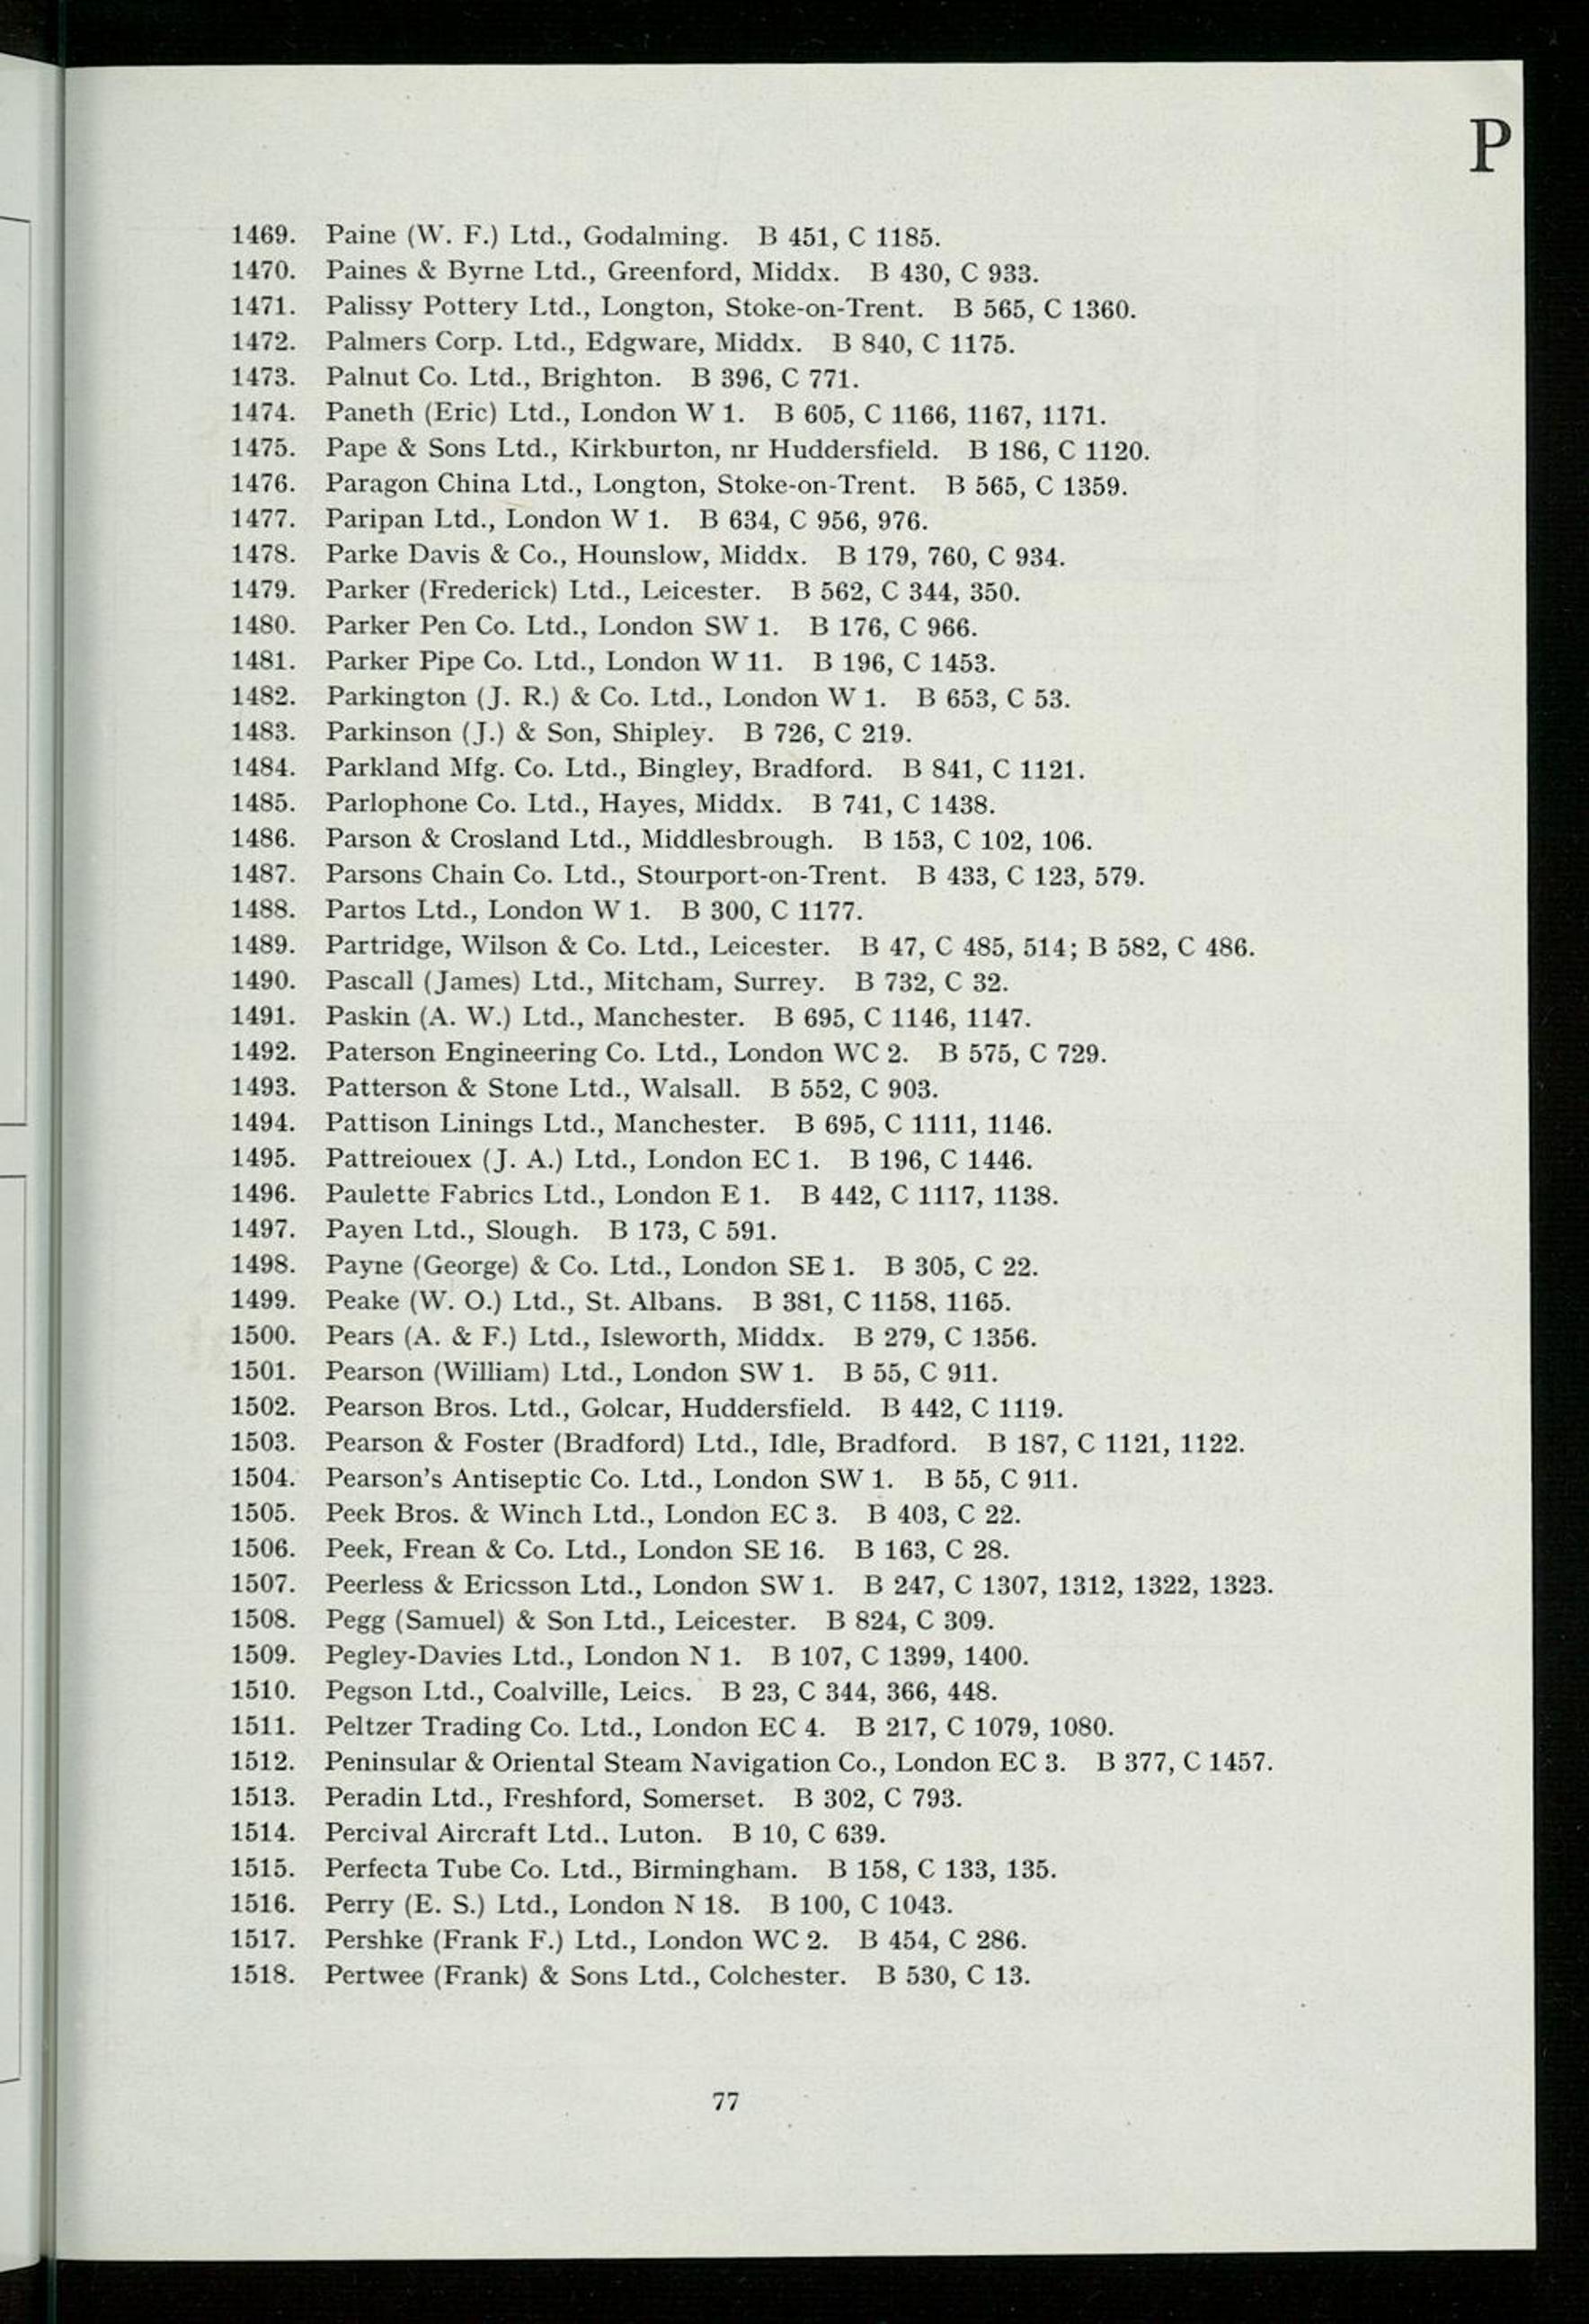 P
1469. Paine (W. F.) Ltd., Godalming. B 451, C 1185.
1470. Paines & Byrne Ltd., Greenford, Middx. B 430, C 933.
1471. Palissy Pottery Ltd., Longton, Stoke-on-Trent. B 565, C 1360.
1472. Palmers Corp. Ltd., Edgware, Middx. B 840, C 1175.
1473. Palnut Co. Ltd., Brighton. B 396, C 771.
1474. Paneth (Eric) Ltd., London W 1. B 605, C 1166, 1167, 1171.
1475. Pape & Sons Ltd., Kirkburton, nr Huddersfield. B 186, C 1120.
1476. Paragon China Ltd., Longton, Stoke-on-Trent. B 565, C 1359.
1477. Paripan Ltd., London W 1. B 634, C 956, 976.
1478. Parke Davis & Co., Hounslow, Middx. B 179, 760, C 934.
1479. Parker (Frederick) Ltd., Leicester. B 562, C 344, 350.
1480. Parker Pen Co. Ltd., London SW 1. B 176, C 966.
1481. Parker Pipe Co. Ltd., London W 11. B 196, C 1453.
1482. Parkington (J. R.) & Co. Ltd., London W 1. B 653, C 53.
1483. Parkinson (J.) & Son, Shipley. B 726, C 219.
1484. Parkland Mfg. Co. Ltd., Bingley, Bradford. B 841, C 1121.
1485. Parlophone Co. Ltd., Hayes, Middx. B 741, C 1438.
1486. Parson & Crosland Ltd., Middlesbrough. B 153, C 102, 106.
1487. Parsons Chain Co. Ltd., Stourport-on-Trent. B 433, C 123, 579.
1488. Partos Ltd., London W 1. B 300, C 1177.
1489. Partridge, Wilson & Co. Ltd., Leicester. B 47, C 485, 514; B 582, C 486.
1490. Pascall (James) Ltd., Mitcham, Surrey. B 732, C 32.
1491. Paskin (A. W.) Ltd., Manchester. B 695, C 1146, 1147.
1492. Paterson Engineering Co. Ltd., London WC 2. B 575, C 729.
1493. Patterson & Stone Ltd., Walsall. B 552, C 903.
1494. Pattison Linings Ltd., Manchester. B 695, C 1111, 1146.
1495. Pattreiouex (J. A.) Ltd., London EC 1. B 196, C 1446.
1496. Paulette Fabrics Ltd., London E 1. B 442, C 1117, 1138.
1497. Payen Ltd., Slough. B 173, C 591.
1498. Payne (George) & Co. Ltd., London SE 1. B 305, C 22.
1499. Peake (W. O.) Ltd., St. Albans. B 381, C 1158, 1165.
1500. Pears (A. & F.) Ltd., Isleworth, Middx. B 279, C 1356.
1501. Pearson (William) Ltd., London SW 1. B 55, C 911.
1502. Pearson Bros. Ltd., Golcar, Huddersfield. B 442, C 1119.
1503. Pearson & Foster (Bradford) Ltd., Idle, Bradford. B 187, C 1121, 1122.
1504. Pearson's Antiseptic Co. Ltd., London SW 1. B 55, C 911.
1505. Peek Bros. & Winch Ltd., London EC 3. B 403, C 22.
1506. Peek, Frean & Co. Ltd., London SE 16. B 163, C 28.
1507. Peerless & Ericsson Ltd., London SW 1. B 247, C 1307, 1312, 1322, 1323.
1508. Pegg (Samuel) & Son Ltd., Leicester. B 824, C 309.
1509. Pegley-Davies Ltd., London N 1. B 107, C 1399, 1400.
1510. Pegson Ltd., Coalville, Leics. B 23, C 344, 366, 448.
1511. Peltzer Trading Co. Ltd., London EC 4. B 217, C 1079, 1080.
1512. Peninsular & Oriental Steam Navigation Co., London EC 3. B 377, C 1457.
1513. Peradin Ltd., Freshford, Somerset. B 302, C 793.
1514. Percival Aircraft Ltd., Luton. B 10, C 639.
1515. Perfecta Tube Co. Ltd., Birmingham. B 158, C 133, 135.
1516. Perry (E. S.) Ltd., London N 18. B 100, C 1043.
1517. Pershke (Frank F.) Ltd., London WC 2. B 454, C 286.
1518. Pertwee (Frank) & Sons Ltd., Colchester. B 530, C 13.
77